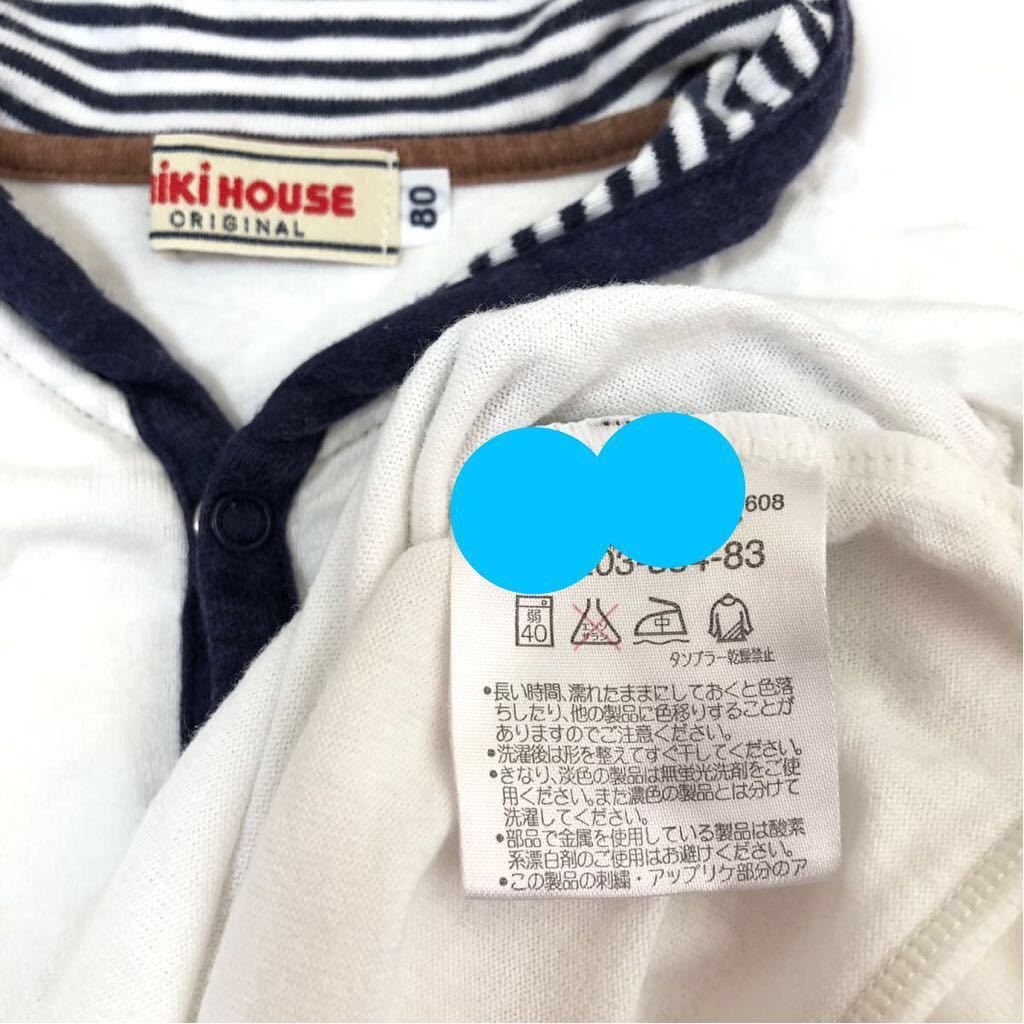 iKi HOUSE
ORIGINAL
80
608
-83
弱
40
中
タンブラー乾燥禁止
•長い時間、濡れたままにしておくと色落
ちしたり、他の製品に色移りすることが
ありますのでご注意ください。
•洗濯後は形を整えてすぐ干してください。
•きなり、淡色の製品は無蛍光洗剤をご使
用ください。また濃色の製品とは分けて
洗濯してください。
•部品で金属を使用している製品は酸素
系漂白剤のご使用はお避けください。
•この製品の刺繍・アップリケ部分のア